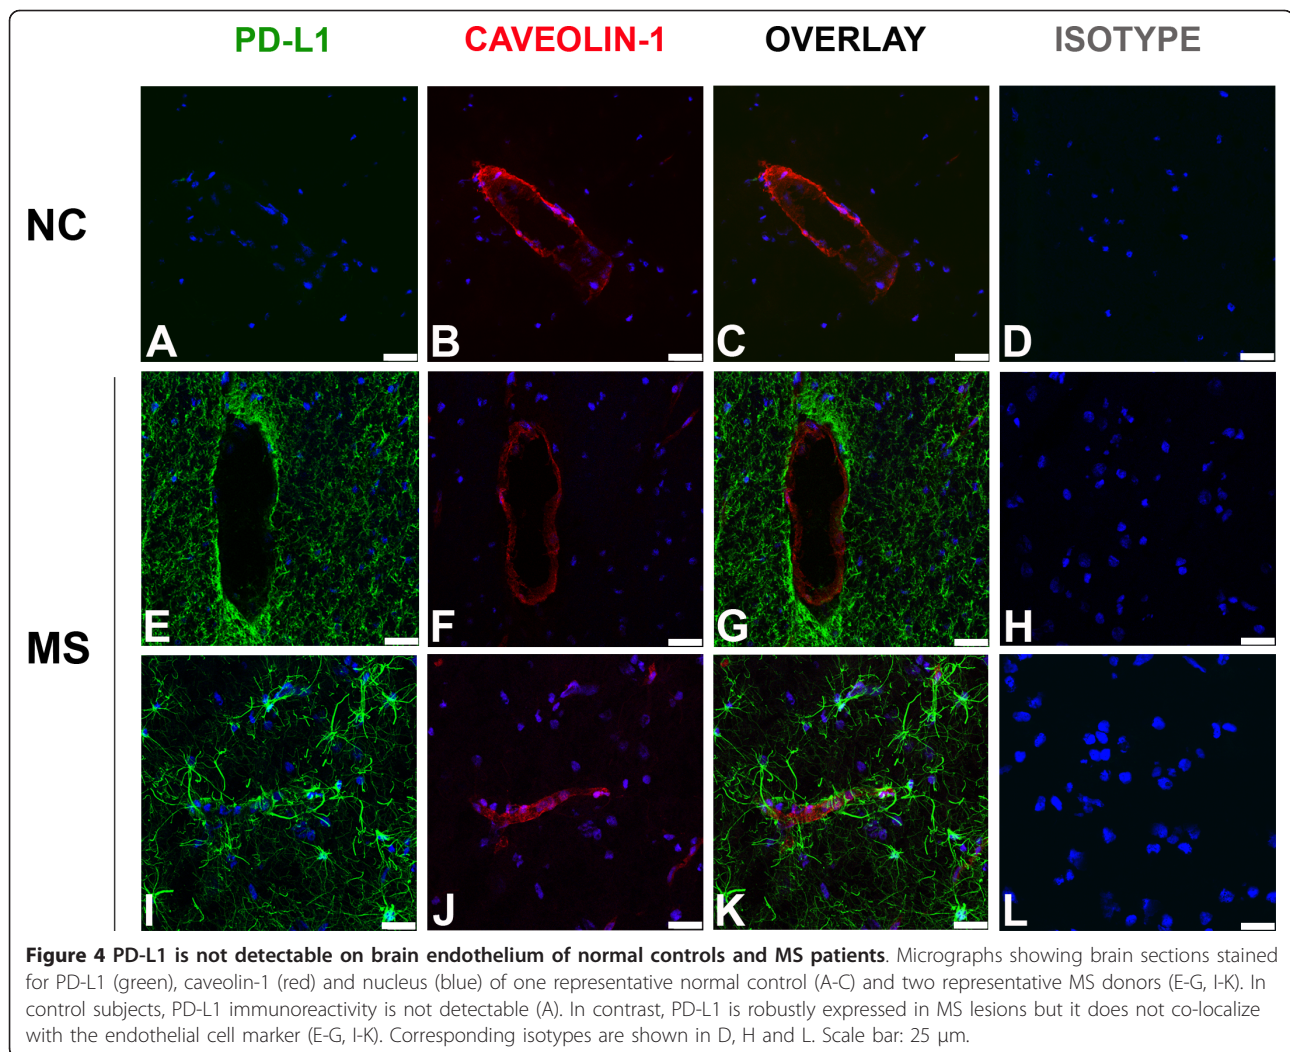 PD-L1 CAVEOLIN-1 OVERLAY ISOTYPE
NC
A B C D
MS
E F G H
I J K L
Figure 4 PD-L1 is not detectable on brain endothelium of normal controls and MS patients. Micrographs showing brain sections stained
for PD-L1 (green), caveolin-1 (red) and nucleus (blue) of one representative normal control (A-C) and two representative MS donors (E-G, I-K). In
control subjects, PD-L1 immunoreactivity is not detectable (A). In contrast, PD-L1 is robustly expressed in MS lesions but it does not co-localize
with the endothelial cell marker (E-G, I-K). Corresponding isotypes are shown in D, H and L. Scale bar: 25 μm.